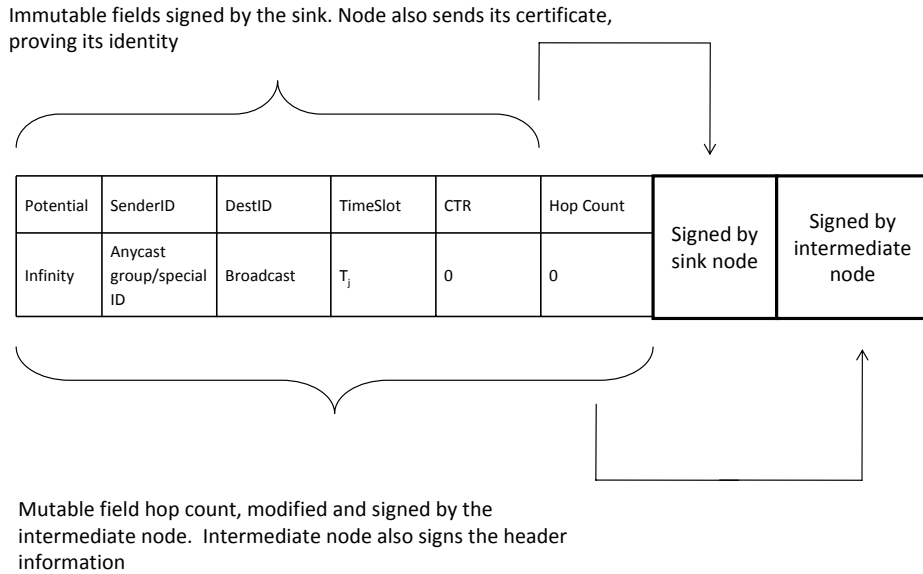 Immutable fields signed by the sink. Node also sends its certificate,
proving its identity
Potential SenderID DestID TimeSlot CTR Hop Count
Infinity
Anycast
group/special
ID
Broadcast
Tj
0
0
Signed by
sink node
Signed by
intermediate
node
Mutable field hop count, modified and signed by the
intermediate node. Intermediate node also signs the header
information